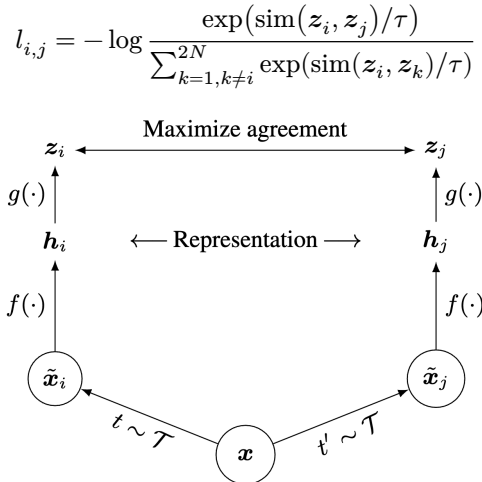 l_{i,j} = − log exp(sim(z_i, z_j)/τ) / ∑_{k=1,k≠i}^{2N} exp(sim(z_i, z_k)/τ)
Maximize agreement
z_i z_j
g(·) g(·)
h_i ← Representation → h_j
f(·) f(·)
x̃_i x̃_j
t ∼ 𝒯 t′ ∼ 𝒯
x